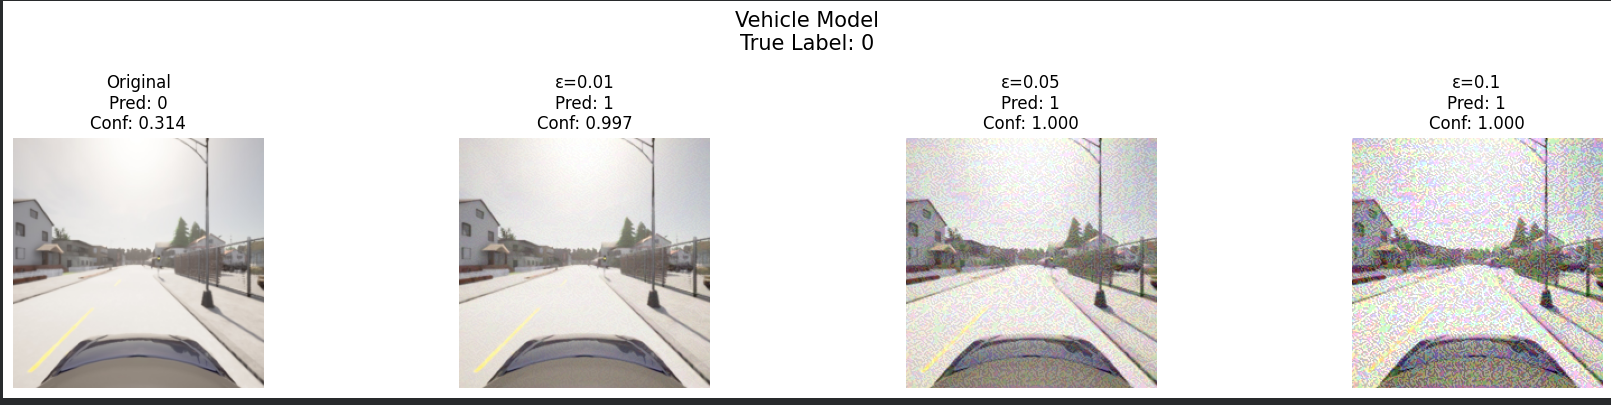 Vehicle Model
True Label: 0
Original
Pred: 0
Conf: 0.314
ε=0.01
Pred: 1
Conf: 0.997
ε=0.05
Pred: 1
Conf: 1.000
ε=0.1
Pred: 1
Conf: 1.000